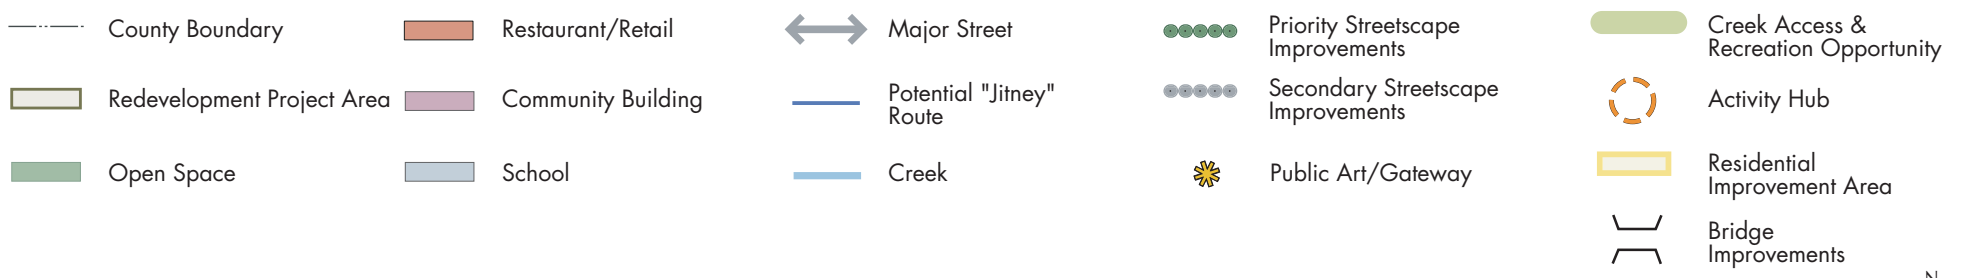 County Boundary
Redevelopment Project Area
Open Space
Restaurant/Retail
Community Building
School
Major Street
Potential "Jitney"
Route
Creek
Priority Streetscape
Improvements
Secondary Streetscape
Improvements
Public Art/Gateway
Creek Access &
Recreation Opportunity
Activity Hub
Residential
Improvement Area
Bridge
Improvements
N